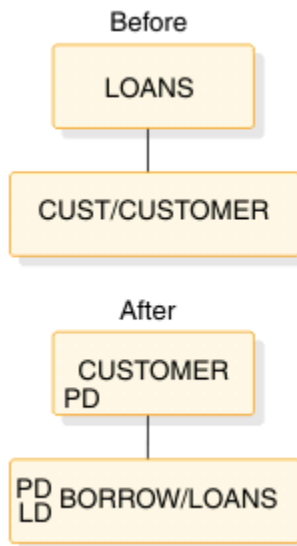 Before
LOANS
CUST/CUSTOMER
After
CUSTOMER
PD
PD
LD BORROW/LOANS